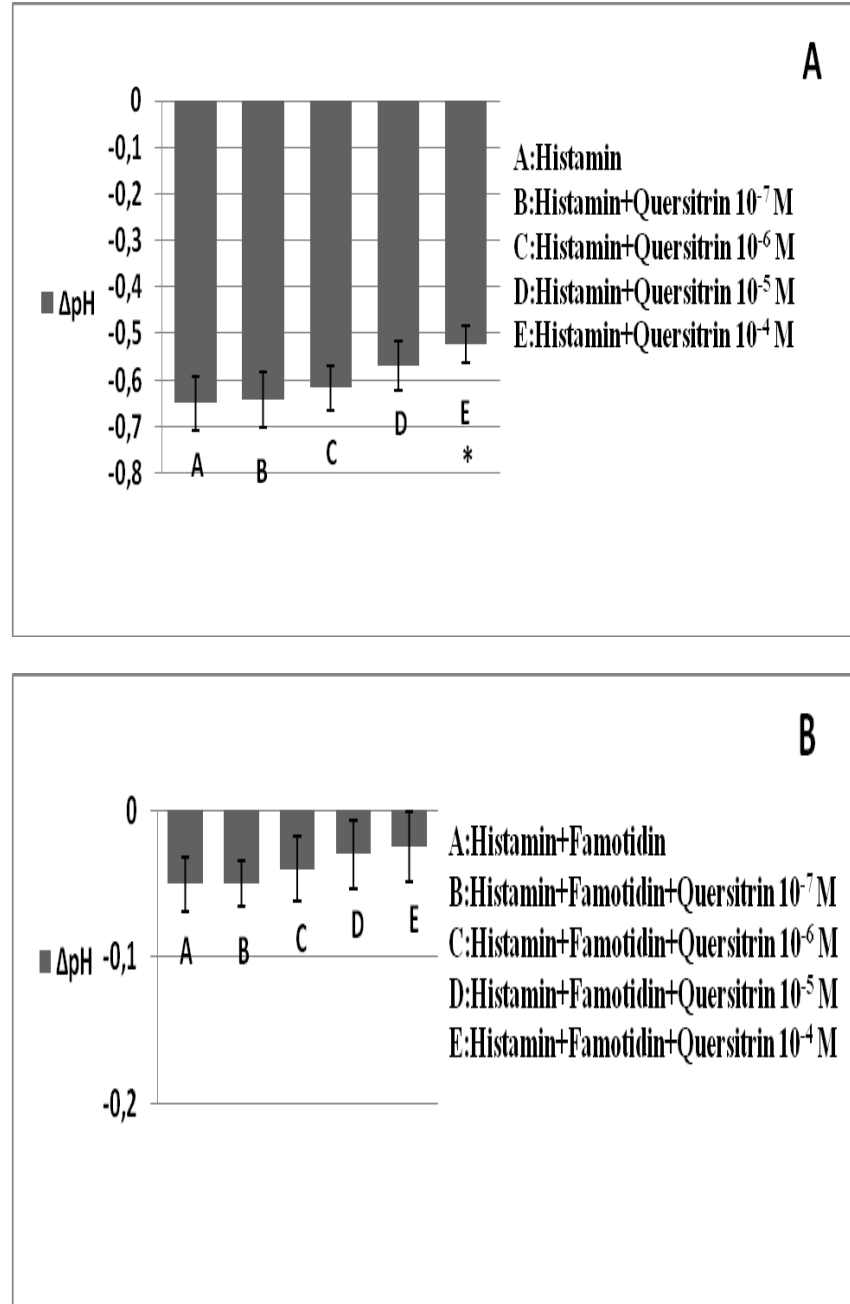 A
0
-0,1
-0,2
-0,3
-0,4
-0,5
-0,6
-0,7
-0,8
ΔpH
A B C D E
*
A:Histamin
B:Histamin+Quersitrin 10⁻⁷ M
C:Histamin+Quersitrin 10⁻⁶ M
D:Histamin+Quersitrin 10⁻⁵ M
E:Histamin+Quersitrin 10⁻⁴ M
B
0
-0,1
-0,2
ΔpH
A B C D E
A:Histamin+Famotidin
B:Histamin+Famotidin+Quersitrin 10⁻⁷ M
C:Histamin+Famotidin+Quersitrin 10⁻⁶ M
D:Histamin+Famotidin+Quersitrin 10⁻⁵ M
E:Histamin+Famotidin+Quersitrin 10⁻⁴ M